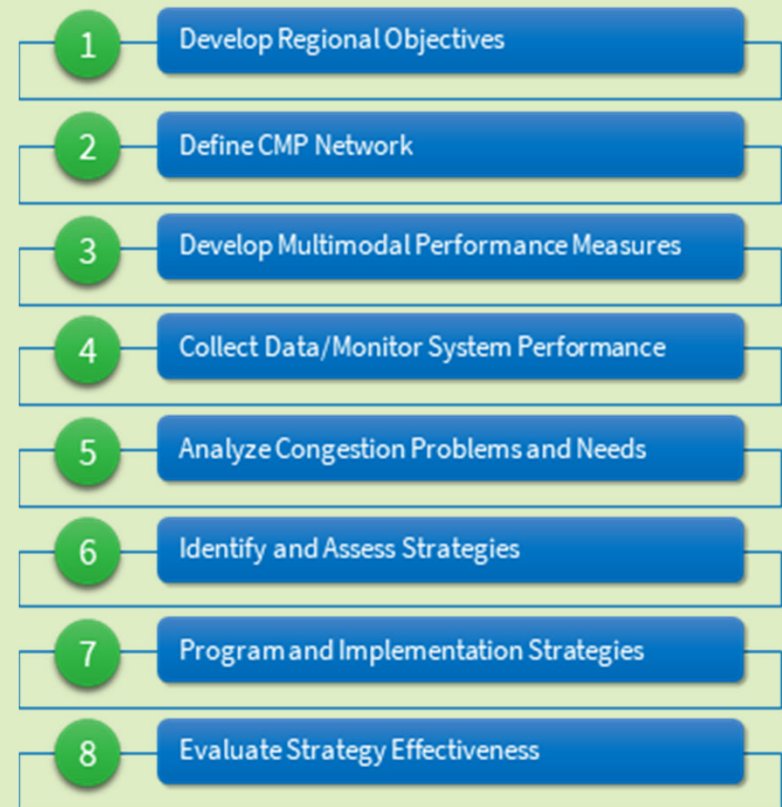 1 Develop Regional Objectives
2 Define CMP Network
3 Develop Multimodal Performance Measures
4 Collect Data/Monitor System Performance
5 Analyze Congestion Problems and Needs
6 Identify and Assess Strategies
7 Program and Implementation Strategies
8 Evaluate Strategy Effectiveness